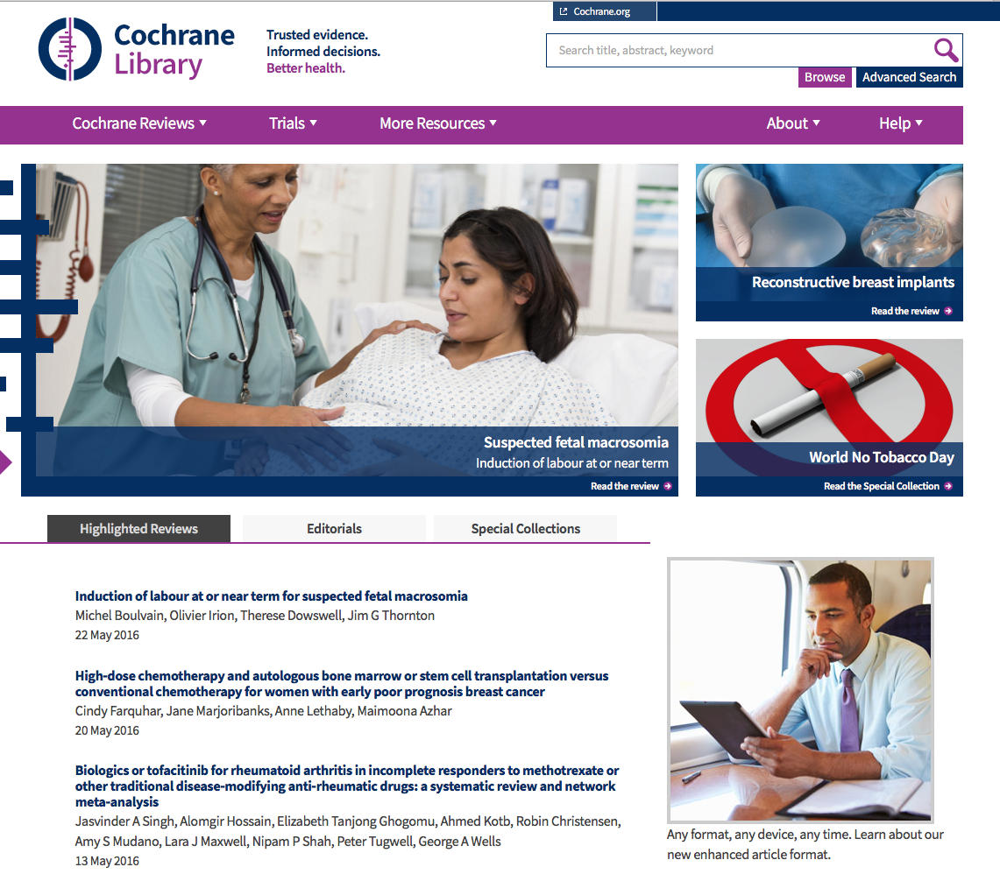 Cochrane.org
Cochrane
Library
Trusted evidence.
Informed decisions.
Better health.
Search title, abstract, keyword
Browse
Advanced Search
Cochrane Reviews
Trials
More Resources
About
Help
Suspected fetal macrosomia
Induction of labour at or near term
Read the review
Reconstructive breast implants
Read the review
World No Tobacco Day
Read the Special Collection
Highlighted Reviews
Editorials
Special Collections
Induction of labour at or near term for suspected fetal macrosomia
Michel Boulvain, Olivier Irion, Therese Dowswell, Jim G Thornton
22 May 2016
High-dose chemotherapy and autologous bone marrow or stem cell transplantation versus
conventional chemotherapy for women with early poor prognosis breast cancer
Cindy Farquhar, Jane Marjoribanks, Anne Lethaby, Maimoona Azhar
20 May 2016
Biologics or tofacitinib for rheumatoid arthritis in incomplete responders to methotrexate or
other traditional disease-modifying anti-rheumatic drugs: a systematic review and network
meta-analysis
Jasvinder A Singh, Alomgir Hossain, Elizabeth Tanjong Ghogomu, Ahmed Kotb, Robin Christensen,
Amy S Mudano, Lara J Maxwell, Nipam P Shah, Peter Tugwell, George A Wells
13 May 2016
Any format, any device, any time. Learn about our
new enhanced article format.